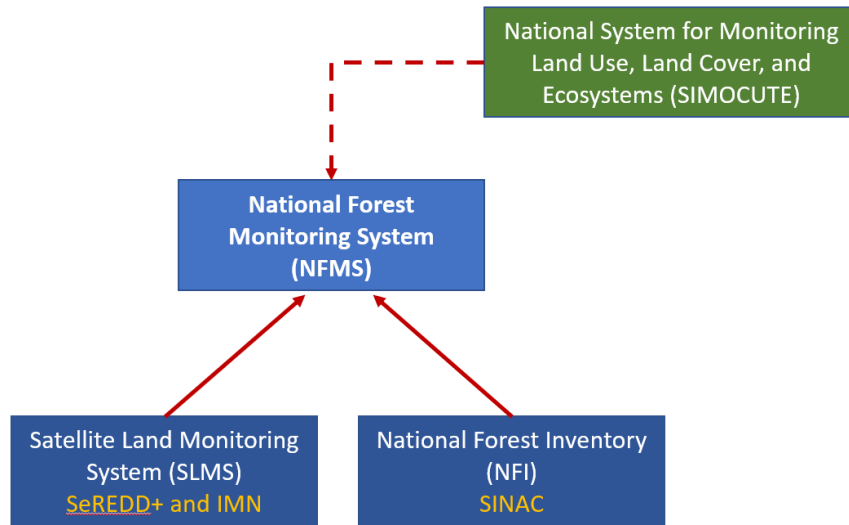 National System for Monitoring
Land Use, Land Cover, and
Ecosystems (SIMOCUTE)
National Forest
Monitoring System
(NFMS)
Satellite Land Monitoring
System (SLMS)
SeREDD+ and IMN
National Forest Inventory
(NFI)
SINAC